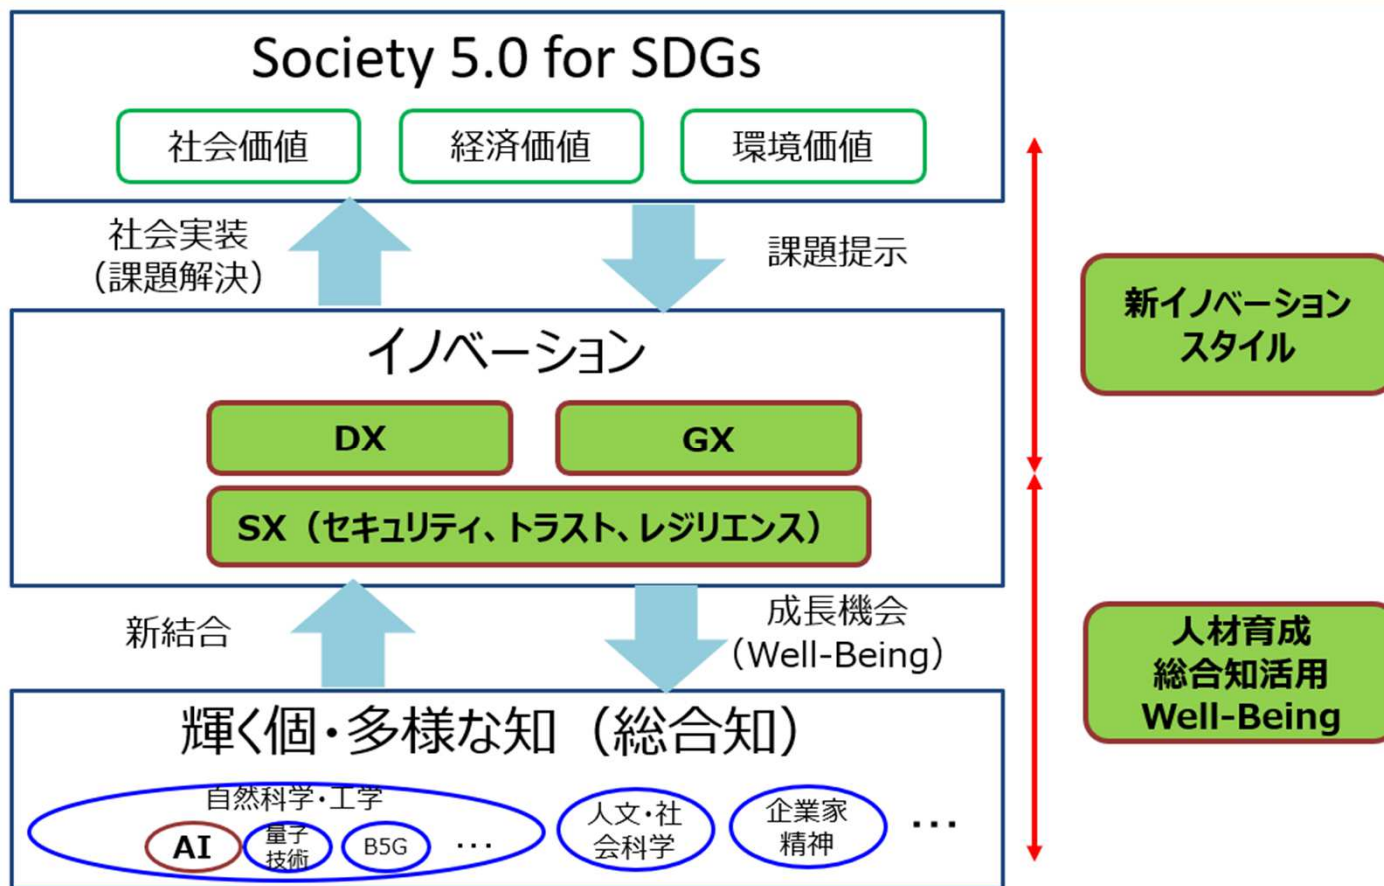 Society 5.0 for SDGs
社会価値
経済価値
環境価値
社会実装
（課題解決）
課題提示
新イノベーション
スタイル
イノベーション
DX
GX
SX（セキュリティ、トラスト、レジリエンス）
新結合
成長機会
（Well-Being）
人材育成
総合知活用
Well-Being
輝く個・多様な知（総合知）
自然科学・工学
AI
量子
技術
B5G
…
人文・社
会科学
企業家
精神
…